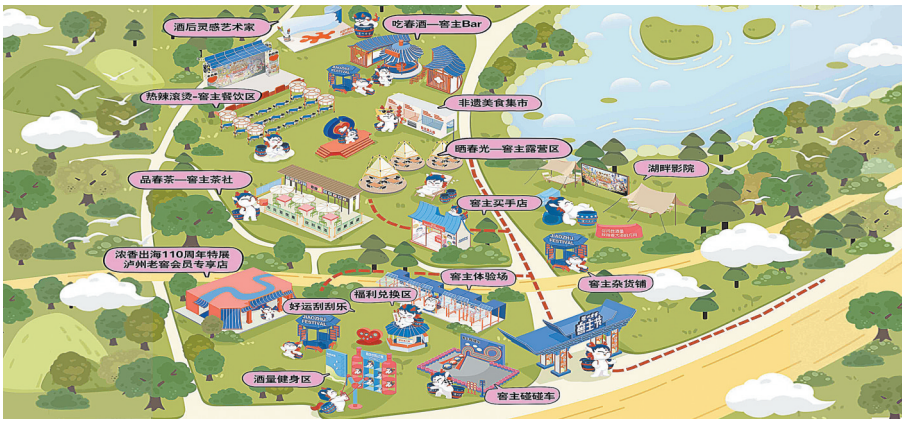 酒后灵感艺术家
吃春酒—窖主Bar
热辣滚烫-窖主餐饮区
非遗美食集市
晒春光—窖主露营区
湖畔影院
品春茶—窖主茶社
窖主买手店
JIAOZHU
FESTIVAL
浓香出海110周年特展
泸州老窖会员专享店
窖主体验场
窖主杂货铺
福利兑换区
好运刮刮乐
JIAOZHU
FESTIVAL
窖主节
酒量健身区
窖主碰碰车